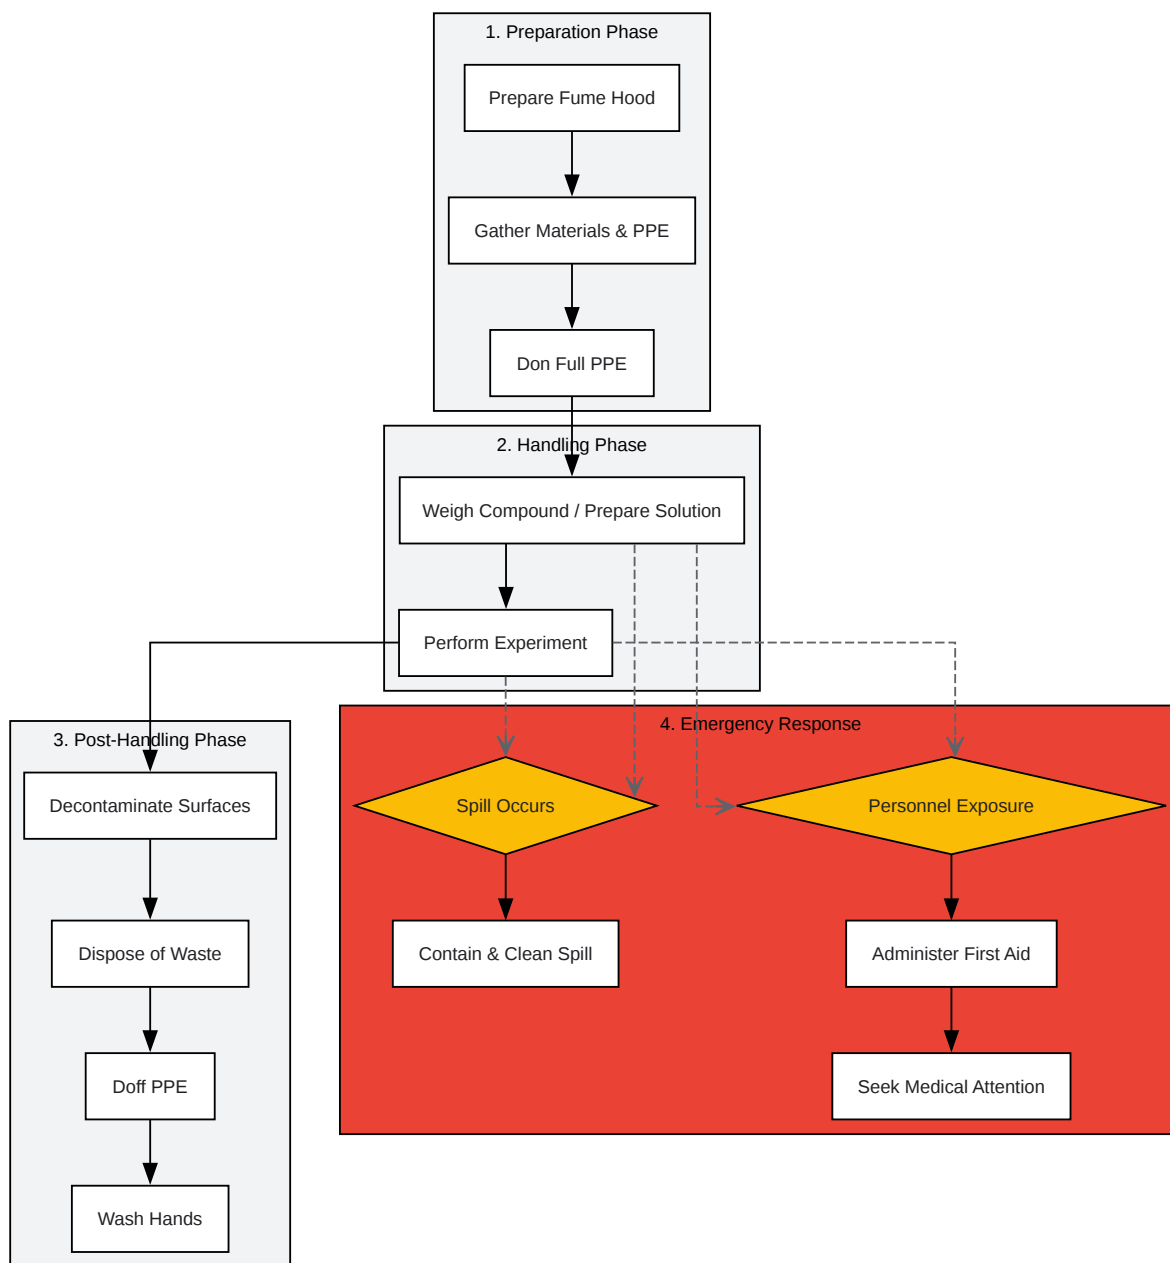 1. Preparation Phase
Prepare Fume Hood
Gather Materials & PPE
Don Full PPE
2. Handling Phase
Weigh Compound / Prepare Solution
Perform Experiment
3. Post-Handling Phase
Decontaminate Surfaces
Dispose of Waste
Doff PPE
Wash Hands
4. Emergency Response
Spill Occurs
Personnel Exposure
Contain & Clean Spill
Administer First Aid
Seek Medical Attention